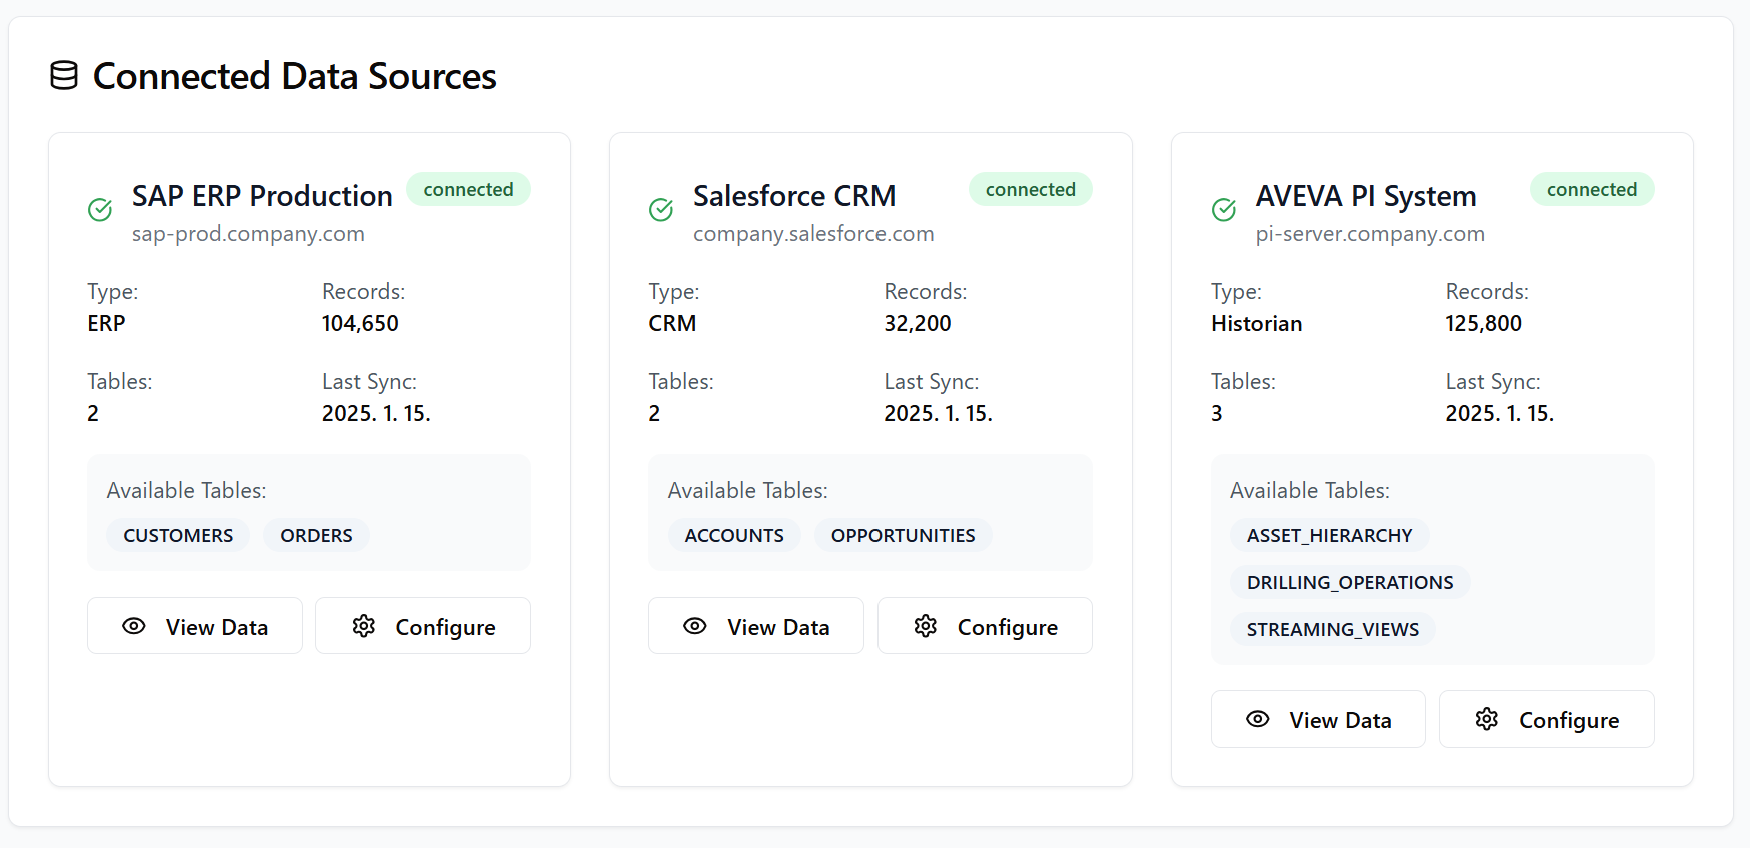 Connected Data Sources
SAP ERP Production
connected
sap-prod.company.com
Type:
Records:
ERP
104,650
Tables:
Last Sync:
2
2025. 1. 15.
Available Tables:
CUSTOMERS
ORDERS
View Data
Configure
Salesforce CRM
connected
company.salesforce.com
Type:
Records:
CRM
32,200
Tables:
Last Sync:
2
2025. 1. 15.
Available Tables:
ACCOUNTS
OPPORTUNITIES
View Data
Configure
AVEVA PI System
connected
pi-server.company.com
Type:
Records:
Historian
125,800
Tables:
Last Sync:
3
2025. 1. 15.
Available Tables:
ASSET_HIERARCHY
DRILLING_OPERATIONS
STREAMING_VIEWS
View Data
Configure